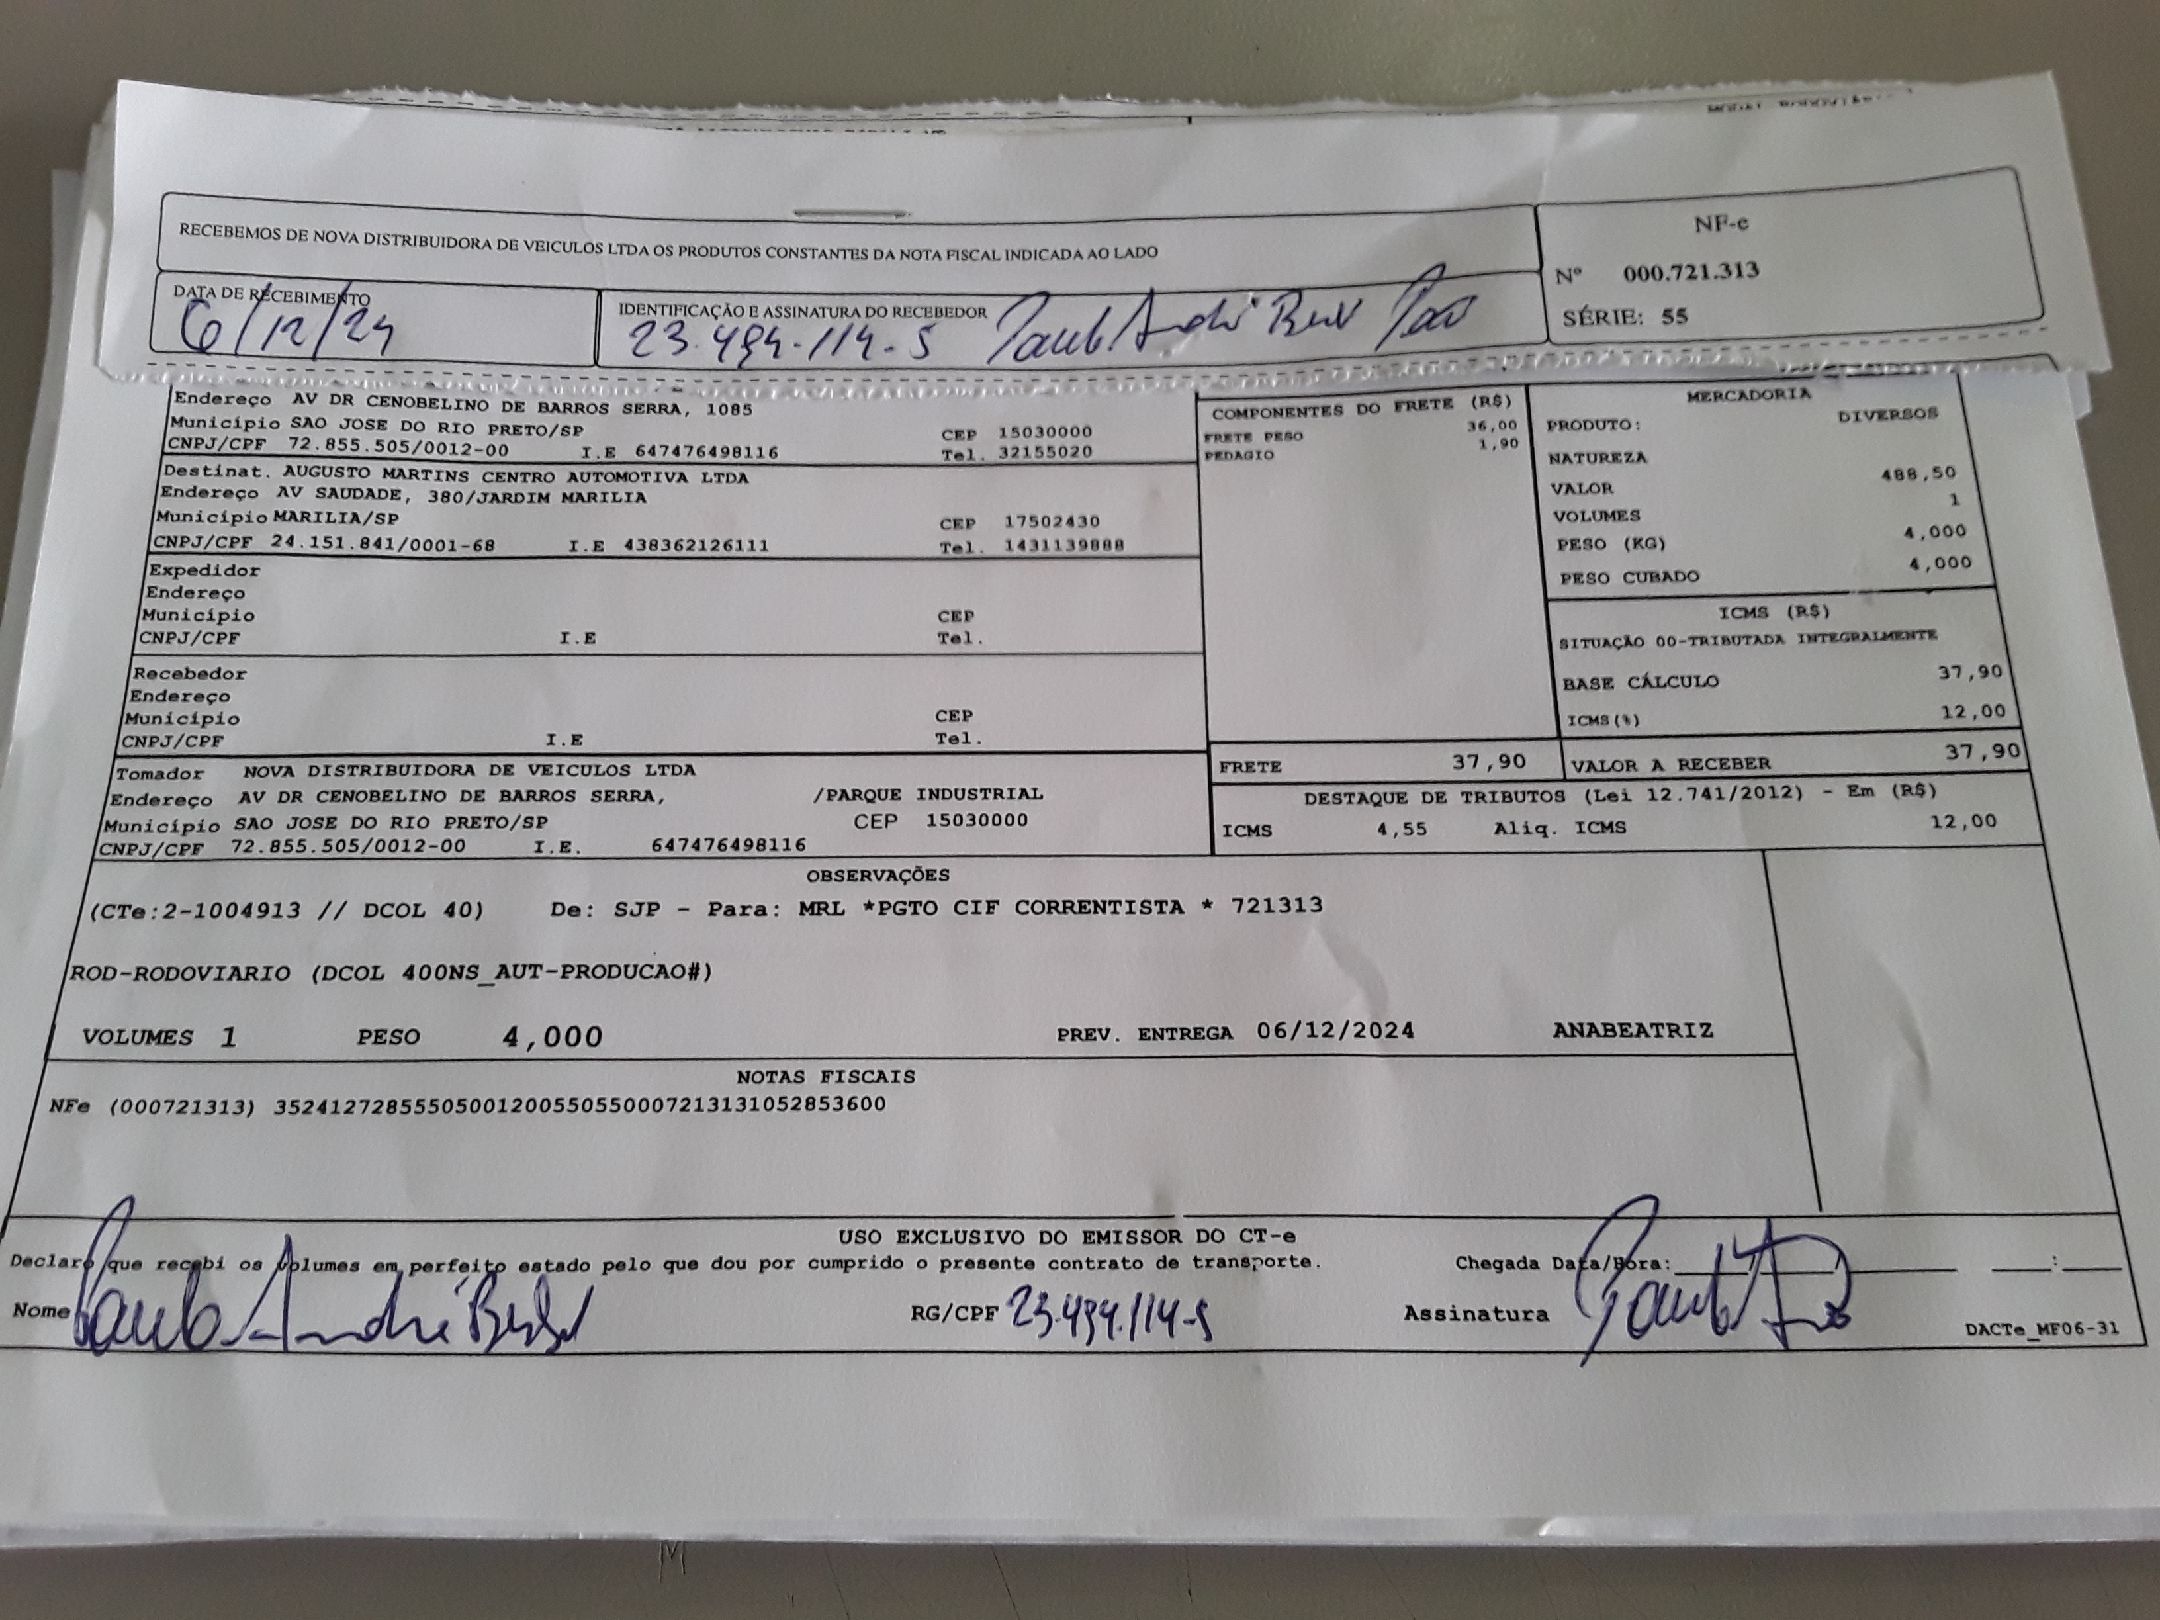 RECEBEMOS DE NOVA DISTRIBUIDORA DE VEICULOS LTDA OS PRODUTOS CONSTANTES DA NOTA FISCAL INDICADA AO LADO
NF-e
Nº 000.721.313
SÉRIE: 55
DATA DE RECEBIMENTO
6/12/24
IDENTIFICAÇÃO E ASSINATURA DO RECEBEDOR
23.494.114-5 Paulo André
Endereço AV DR CENOBELINO DE BARROS SERRA, 1085
Município SAO JOSE DO RIO PRETO/SP CEP 15030000
CNPJ/CPF 72.855.505/0012-00 I.E 647476498116 Tel. 32155020
Destinat. AUGUSTO MARTINS CENTRO AUTOMOTIVA LTDA
Endereço AV SAUDADE, 380/JARDIM MARILIA
Município MARILIA/SP CEP 17502430
CNPJ/CPF 24.151.841/0001-68 I.E 438362126111 Tel. 1431139888
Expedidor
Endereço
Município CEP
CNPJ/CPF I.E Tel.
Recebedor
Endereço
Município CEP
CNPJ/CPF I.E Tel.
Tomador NOVA DISTRIBUIDORA DE VEICULOS LTDA
Endereço AV DR CENOBELINO DE BARROS SERRA, /PARQUE INDUSTRIAL
Município SAO JOSE DO RIO PRETO/SP CEP 15030000
CNPJ/CPF 72.855.505/0012-00 I.E. 647476498116
COMPONENTES DO FRETE (R$)
FRETE PESO 36,00
PEDAGIO 1,90
MERCADORIA
PRODUTO: DIVERSOS
NATUREZA
VALOR 488,50
VOLUMES 1
PESO (KG) 4,000
PESO CUBADO 4,000
ICMS (R$)
SITUAÇÃO 00-TRIBUTADA INTEGRALMENTE
BASE CÁLCULO 37,90
ICMS(%) 12,00
FRETE 37,90 VALOR A RECEBER 37,90
DESTAQUE DE TRIBUTOS (Lei 12.741/2012) - Em (R$)
ICMS 4,55 Aliq. ICMS 12,00
OBSERVAÇÕES
(CTe:2-1004913 // DCOL 40) De: SJP - Para: MRL *PGTO CIF CORRENTISTA * 721313
ROD-RODOVIARIO (DCOL 400NS_AUT-PRODUCAO#)
VOLUMES 1 PESO 4,000 PREV. ENTREGA 06/12/2024 ANABEATRIZ
NOTAS FISCAIS
NFe (000721313) 35241272855505001200550550007213131052853600
USO EXCLUSIVO DO EMISSOR DO CT-e
Declaro que recebi os volumes em perfeito estado pelo que dou por cumprido o presente contrato de transporte. Chegada Data/Hora:
Nome Paulo André RG/CPF 23.494.114-5 Assinatura
DACTe_MF06-31